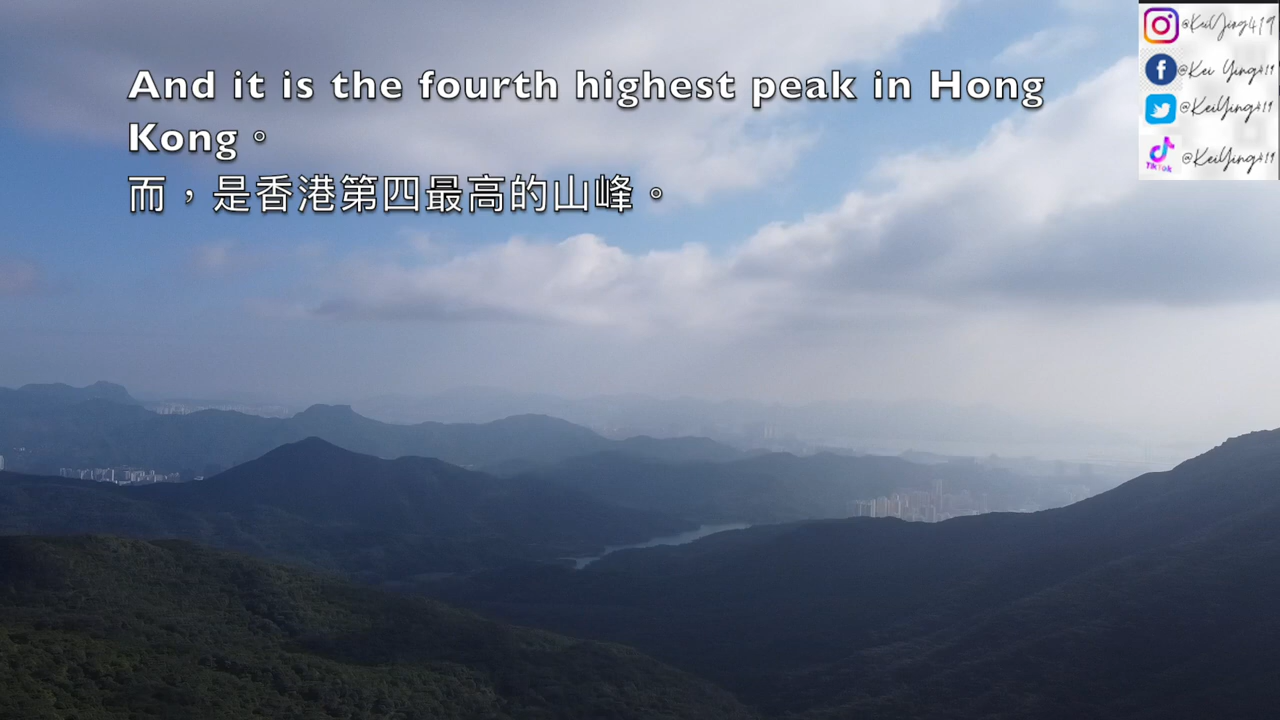 And it is the fourth highest peak in Hong
Kong。
而，是香港第四最高的山峰。
@KeiYing419
@Kei Ying419
@KeiYing419
TikTok @KeiYing419